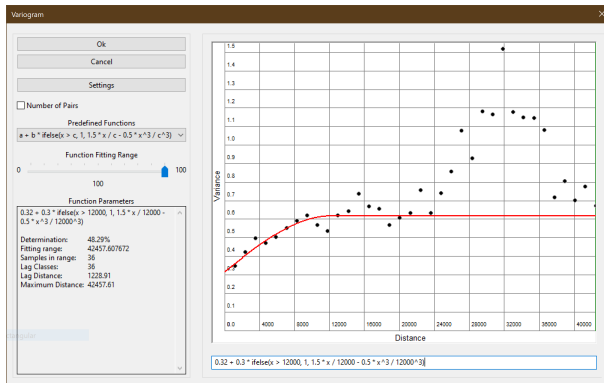 Variogram
Ok
Cancel
Settings
Number of Pairs
Predefined Functions
a + b * ifelse(x > c, 1, 1.5 * x / c - 0.5 * x^3 / c^3)
Function Fitting Range
0 100
100
Function Parameters
0.32 + 0.3 * ifelse(x > 12000, 1, 1.5 * x / 12000 -
0.5 * x^3 / 12000^3)
Determination: 48.29%
Fitting range: 42457.607672
Samples in range: 36
Lag Classes: 36
Lag Distance: 1228.91
Maximum Distance: 42457.61
Variance
1.5
1.4
1.3
1.2
1.1
1.0
0.9
0.8
0.7
0.6
0.5
0.4
0.3
0.2
0.1
0.0 4000 8000 12000 16000 20000 24000 28000 32000 36000 40000
Distance
0.32 + 0.3 * ifelse(x > 12000, 1, 1.5 * x / 12000 - 0.5 * x^3 / 12000^3)